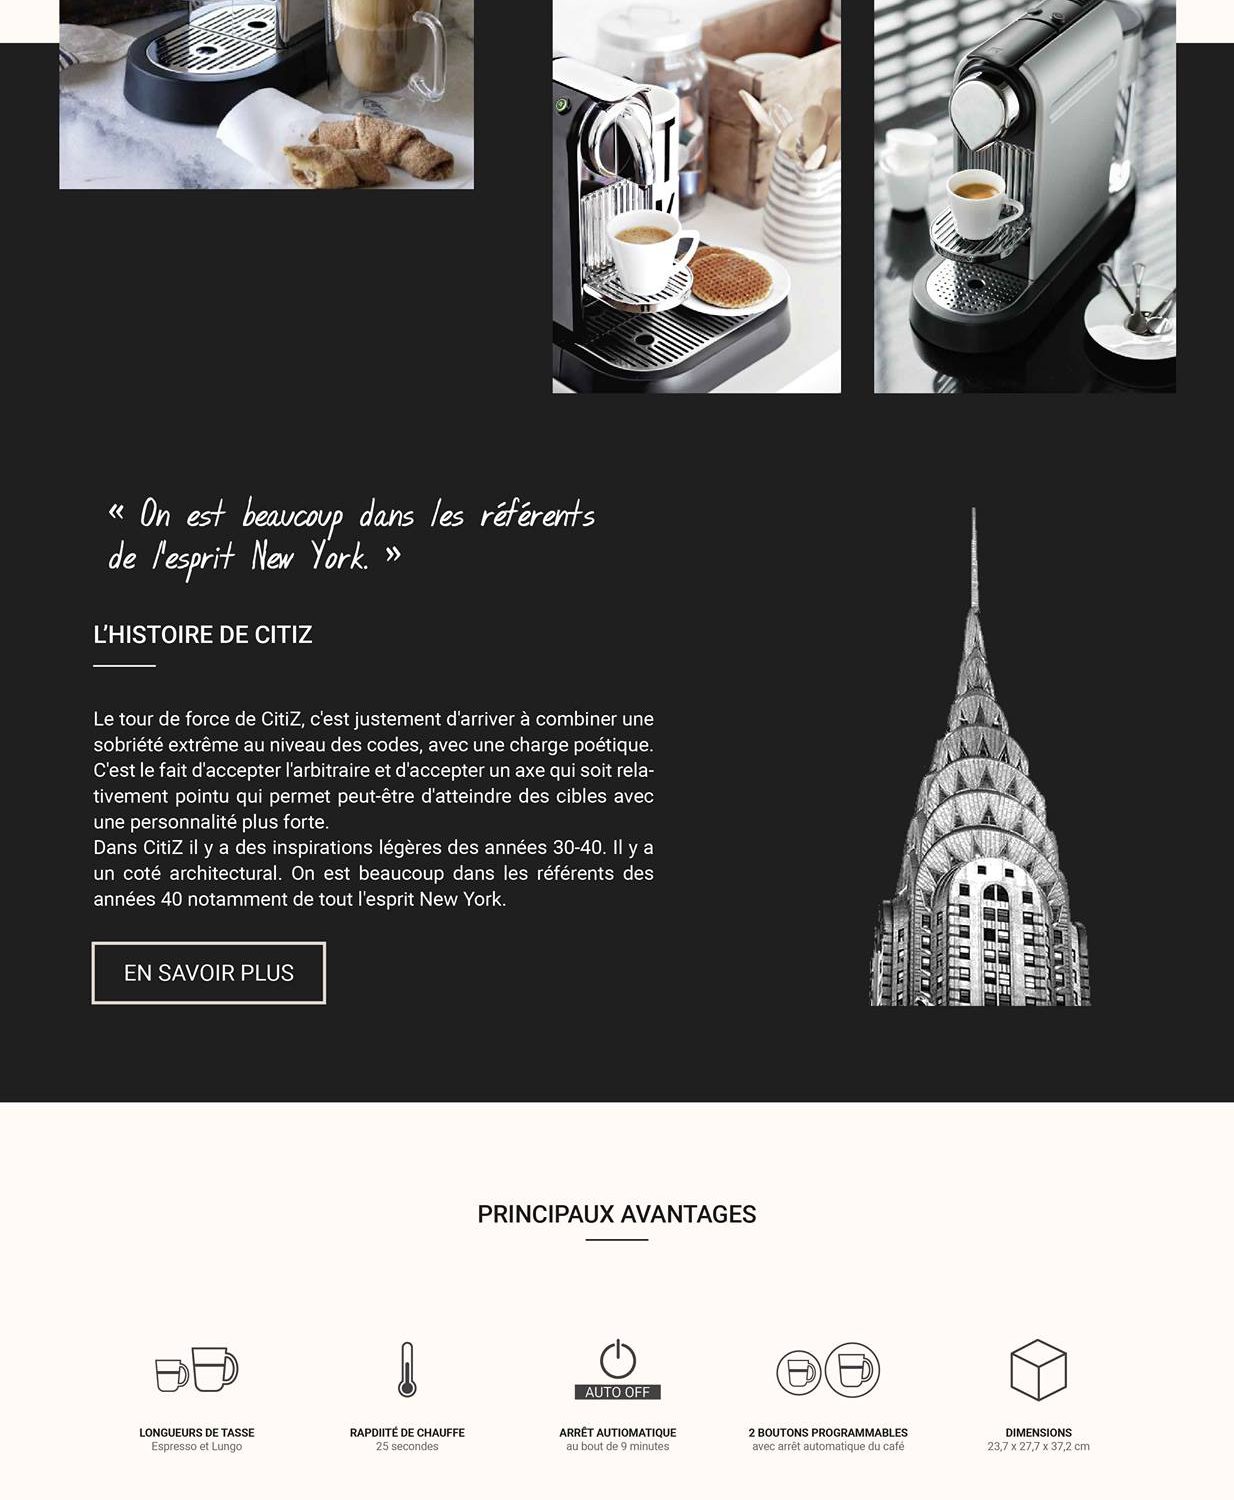 « On est beaucoup dans les référents
de l'esprit New York. »
L'HISTOIRE DE CITIZ
Le tour de force de CitiZ, c'est justement d'arriver à combiner une
sobriété extrême au niveau des codes, avec une charge poétique.
C'est le fait d'accepter l'arbitraire et d'accepter un axe qui soit rela-
tivement pointu qui permet peut-être d'atteindre des cibles avec
une personnalité plus forte.
Dans CitiZ il y a des inspirations légères des années 30-40. Il y a
un coté architectural. On est beaucoup dans les référents des
années 40 notamment de tout l'esprit New York.
EN SAVOIR PLUS
PRINCIPAUX AVANTAGES
AUTO OFF
LONGUEURS DE TASSE
Espresso et Lungo
RAPDIITÉ DE CHAUFFE
25 secondes
ARRÊT AUTIOMATIQUE
au bout de 9 minutes
2 BOUTONS PROGRAMMABLES
avec arrêt automatique du café
DIMENSIONS
23,7 x 27,7 x 37,2 cm